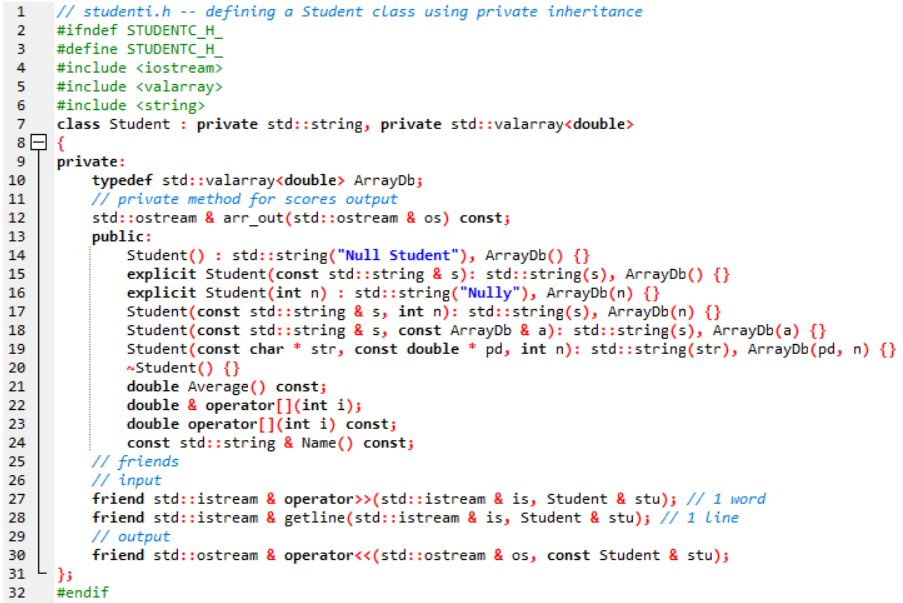 1 // studenti.h -- defining a Student class using private inheritance
2 #ifndef STUDENTC_H_
3 #define STUDENTC_H_
4 #include <iostream>
5 #include <valarray>
6 #include <string>
7 class Student : private std::string, private std::valarray<double>
8 {
9 private:
10     typedef std::valarray<double> ArrayDb;
11     // private method for scores output
12     std::ostream & arr_out(std::ostream & os) const;
13     public:
14         Student() : std::string("Null Student"), ArrayDb() {}
15         explicit Student(const std::string & s): std::string(s), ArrayDb() {}
16         explicit Student(int n) : std::string("Nully"), ArrayDb(n) {}
17         Student(const std::string & s, int n): std::string(s), ArrayDb(n) {}
18         Student(const std::string & s, const ArrayDb & a): std::string(s), ArrayDb(a) {}
19         Student(const char * str, const double * pd, int n): std::string(str), ArrayDb(pd, n) {}
20         ~Student() {}
21         double Average() const;
22         double & operator[](int i);
23         double operator[](int i) const;
24         const std::string & Name() const;
25     // friends
26     // input
27     friend std::istream & operator>>(std::istream & is, Student & stu); // 1 word
28     friend std::istream & getline(std::istream & is, Student & stu); // 1 line
29     // output
30     friend std::ostream & operator<<(std::ostream & os, const Student & stu);
31 };
32 #endif